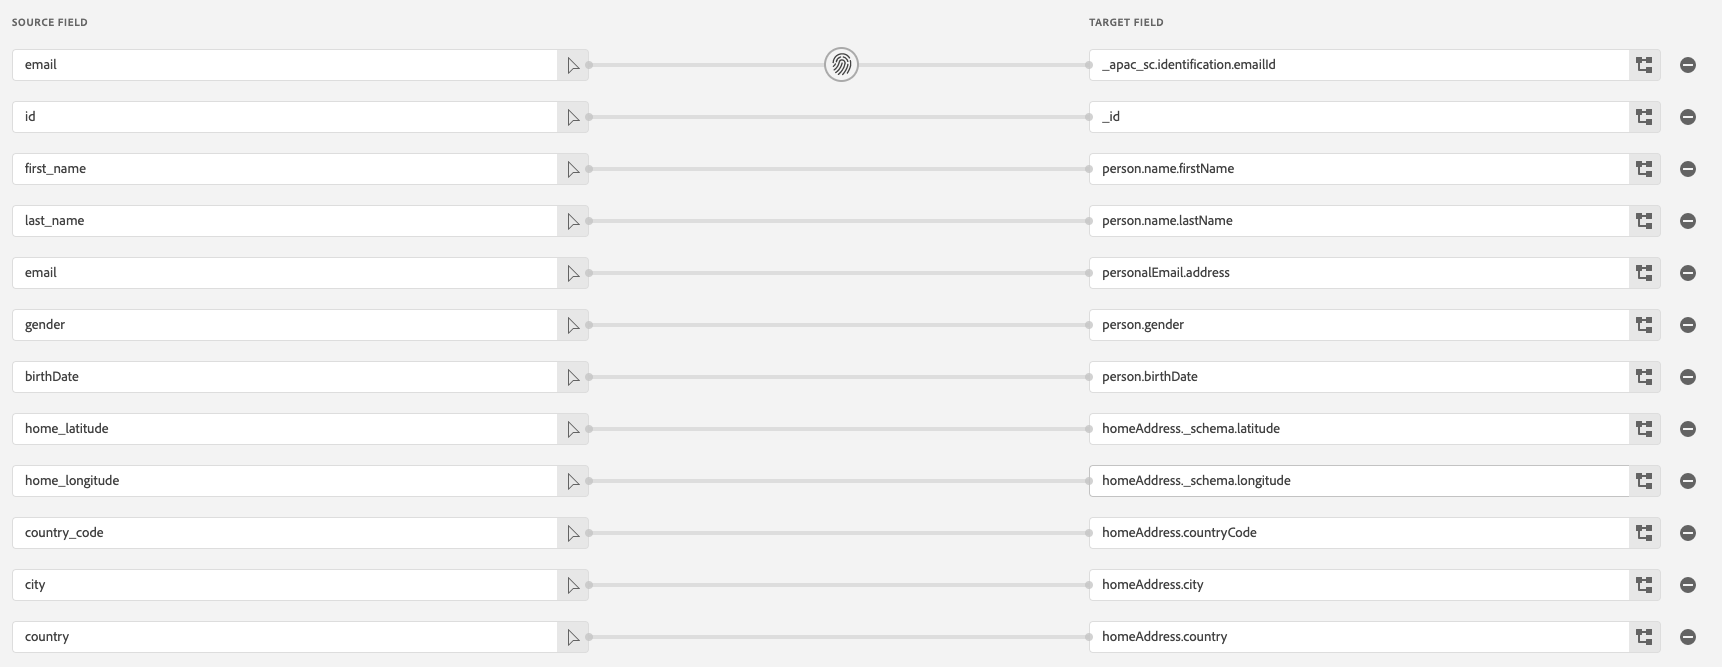 SOURCE FIELD TARGET FIELD
email _apac_sc.identification.emailId
id _id
first_name person.name.firstName
last_name person.name.lastName
email personalEmail.address
gender person.gender
birthDate person.birthDate
home_latitude homeAddress._schema.latitude
home_longitude homeAddress._schema.longitude
country_code homeAddress.countryCode
city homeAddress.city
country homeAddress.country